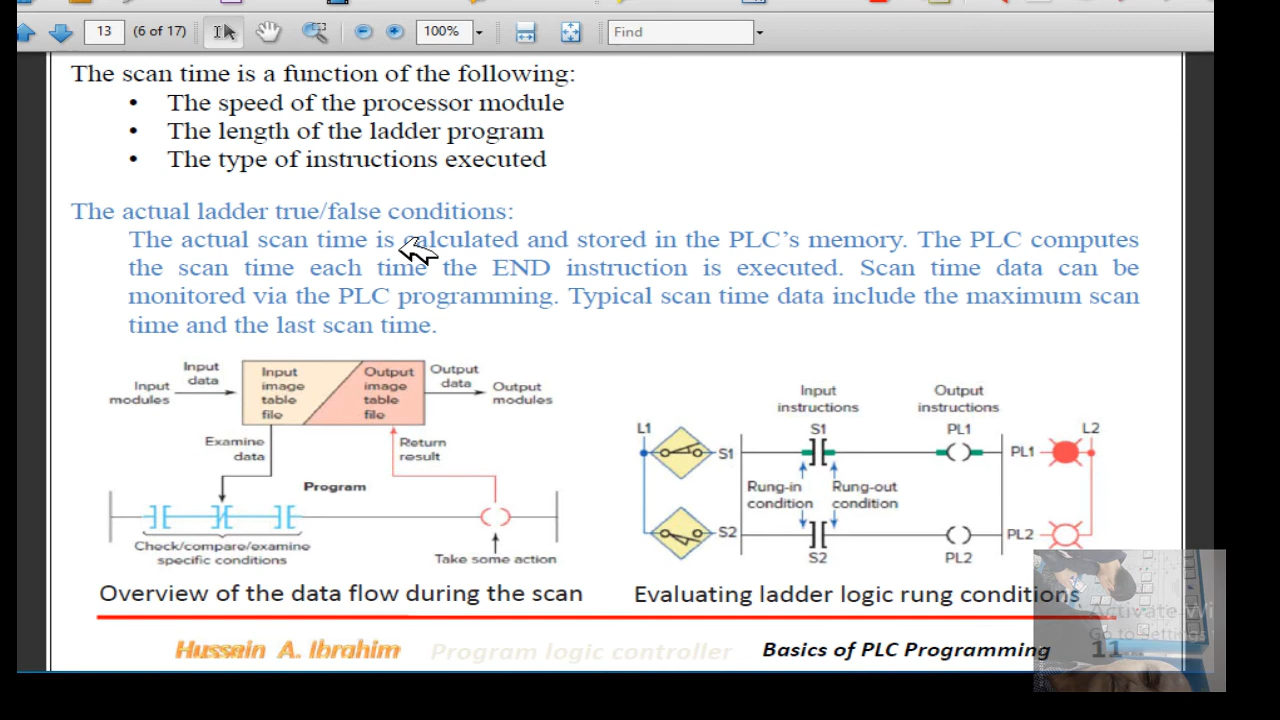 13 (6 of 17) 100% Find
The scan time is a function of the following:
• The speed of the processor module
• The length of the ladder program
• The type of instructions executed
The actual ladder true/false conditions:
The actual scan time is calculated and stored in the PLC's memory. The PLC computes
the scan time each time the END instruction is executed. Scan time data can be
monitored via the PLC programming. Typical scan time data include the maximum scan
time and the last scan time.
Input
modules
Input
data
Input
image
table
file
Output
image
table
file
Output
data
Output
modules
Examine
data
Return
result
Program
Check/compare/examine
specific conditions
Take some action
Overview of the data flow during the scan
Input
instructions
Output
instructions
L1
S1
S1
PL1
PL1
L2
Rung-in
condition
Rung-out
condition
S2
S2
PL2
PL2
Evaluating ladder logic rung conditions
Activate Wi
Go to Settings
Hussein A. Ibrahim Program logic controller Basics of PLC Programming 11